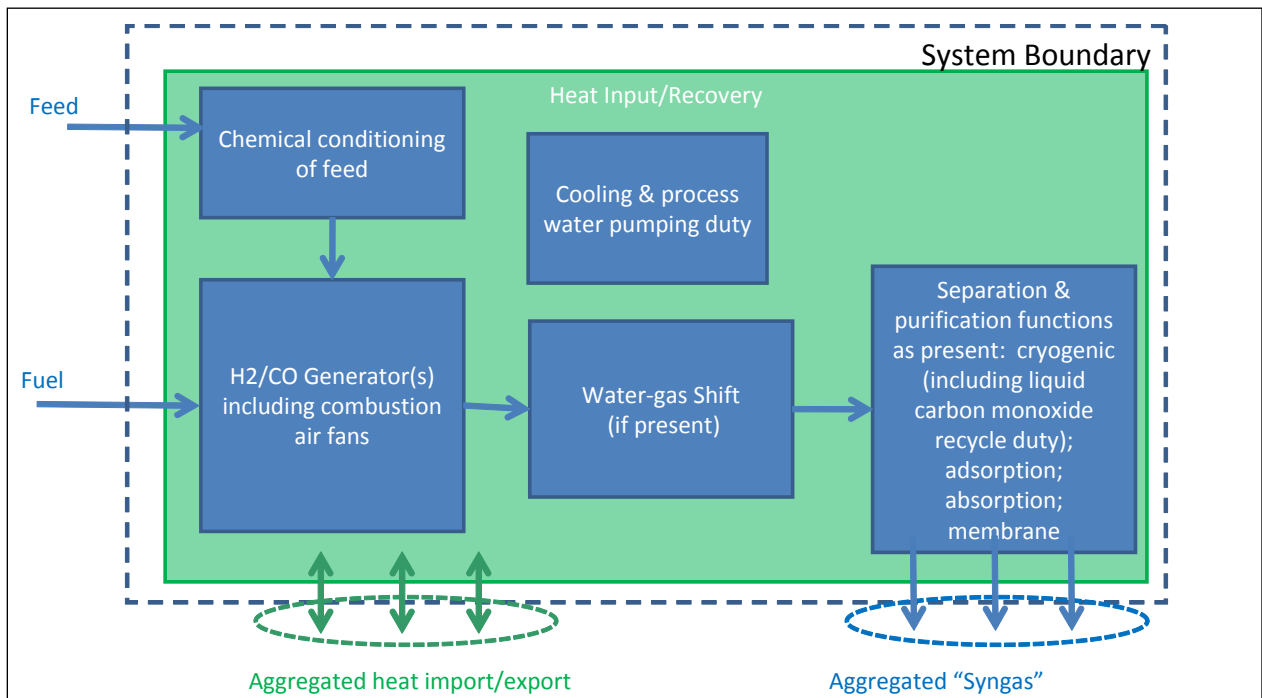 System Boundary
Heat Input/Recovery
Feed
Chemical conditioning
of feed
Cooling & process
water pumping duty
Fuel
H2/CO Generator(s)
including combustion
air fans
Water-gas Shift
(if present)
Separation &
purification functions
as present:  cryogenic
(including liquid
carbon monoxide
recycle duty);
adsorption;
absorption;
membrane
Aggregated heat import/export
Aggregated “Syngas”